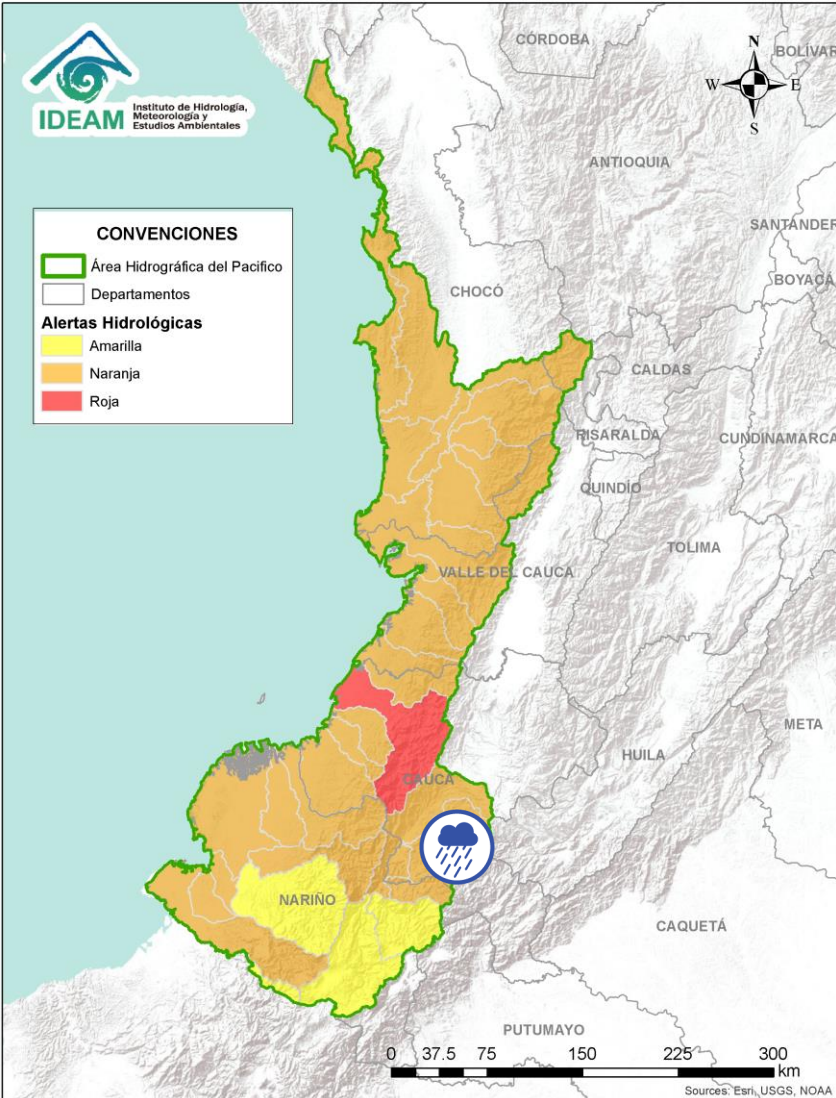 IDEAM
Instituto de Hidrología,
Meteorología y
Estudios Ambientales
CÓRDOBA
BOLÍVAR
N
W
E
S
ANTIOQUIA
SANTANDER
BOYACÁ
CHOCÓ
CONVENCIONES
Área Hidrográfica del Pacifico
Departamentos
Alertas Hidrológicas
Amarilla
Naranja
Roja
CALDAS
RISARALDA
CUNDINAMARCA
QUINDÍO
TOLIMA
VALLE DEL CAUCA
META
HUILA
CAUCA
NARIÑO
CAQUETÁ
PUTUMAYO
0 37.5 75 150 225 300
km
Sources: Esri, USGS, NOAA